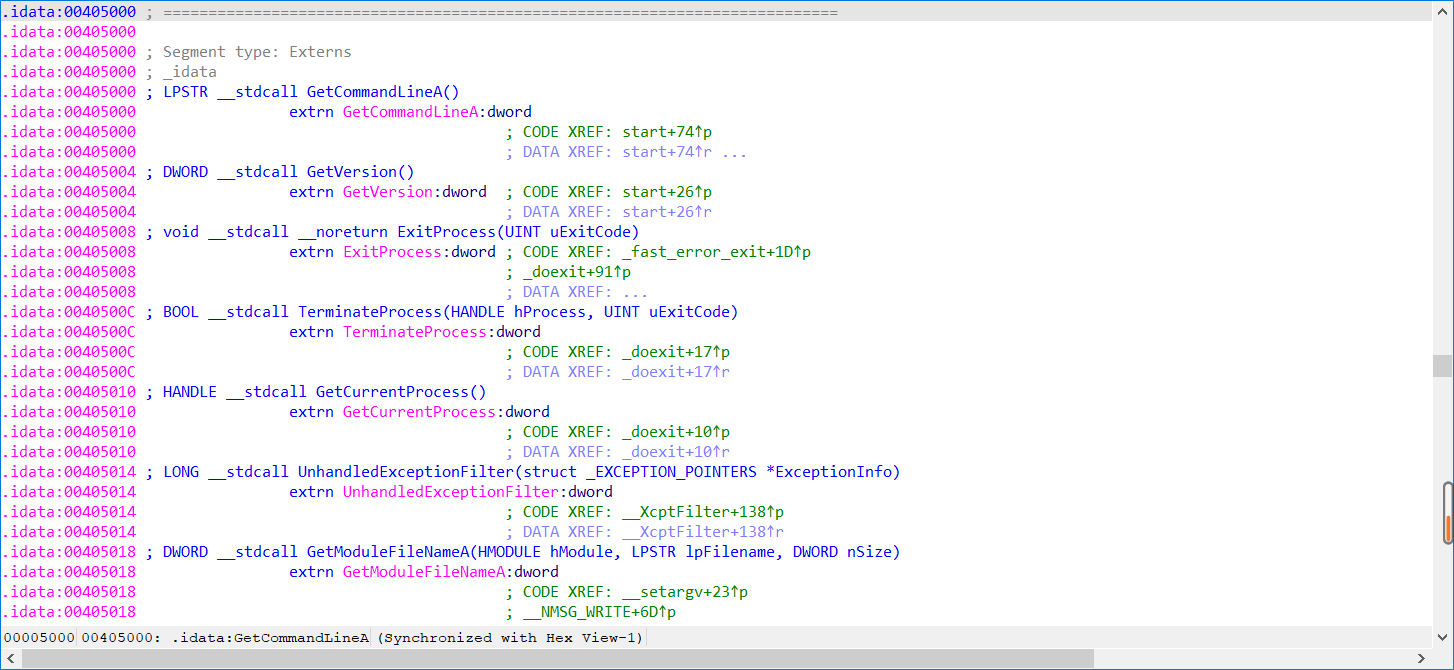 .idata:00405000 ; ===========================================================================
.idata:00405000
.idata:00405000 ; Segment type: Externs
.idata:00405000 ; _idata
.idata:00405000 ; LPSTR __stdcall GetCommandLineA()
.idata:00405000                 extrn GetCommandLineA:dword
.idata:00405000                                         ; CODE XREF: start+74↑p
.idata:00405000                                         ; DATA XREF: start+74↑r ...
.idata:00405004 ; DWORD __stdcall GetVersion()
.idata:00405004                 extrn GetVersion:dword  ; CODE XREF: start+26↑p
.idata:00405004                                         ; DATA XREF: start+26↑r
.idata:00405008 ; void __stdcall __noreturn ExitProcess(UINT uExitCode)
.idata:00405008                 extrn ExitProcess:dword ; CODE XREF: _fast_error_exit+1D↑p
.idata:00405008                                         ; _doexit+91↑p
.idata:00405008                                         ; DATA XREF: ...
.idata:0040500C ; BOOL __stdcall TerminateProcess(HANDLE hProcess, UINT uExitCode)
.idata:0040500C                 extrn TerminateProcess:dword
.idata:0040500C                                         ; CODE XREF: _doexit+17↑p
.idata:0040500C                                         ; DATA XREF: _doexit+17↑r
.idata:00405010 ; HANDLE __stdcall GetCurrentProcess()
.idata:00405010                 extrn GetCurrentProcess:dword
.idata:00405010                                         ; CODE XREF: _doexit+10↑p
.idata:00405010                                         ; DATA XREF: _doexit+10↑r
.idata:00405014 ; LONG __stdcall UnhandledExceptionFilter(struct _EXCEPTION_POINTERS *ExceptionInfo)
.idata:00405014                 extrn UnhandledExceptionFilter:dword
.idata:00405014                                         ; CODE XREF: __XcptFilter+138↑p
.idata:00405014                                         ; DATA XREF: __XcptFilter+138↑r
.idata:00405018 ; DWORD __stdcall GetModuleFileNameA(HMODULE hModule, LPSTR lpFilename, DWORD nSize)
.idata:00405018                 extrn GetModuleFileNameA:dword
.idata:00405018                                         ; CODE XREF: __setargv+23↑p
.idata:00405018                                         ; __NMSG_WRITE+6D↑p
00005000 00405000: .idata:GetCommandLineA (Synchronized with Hex View-1)